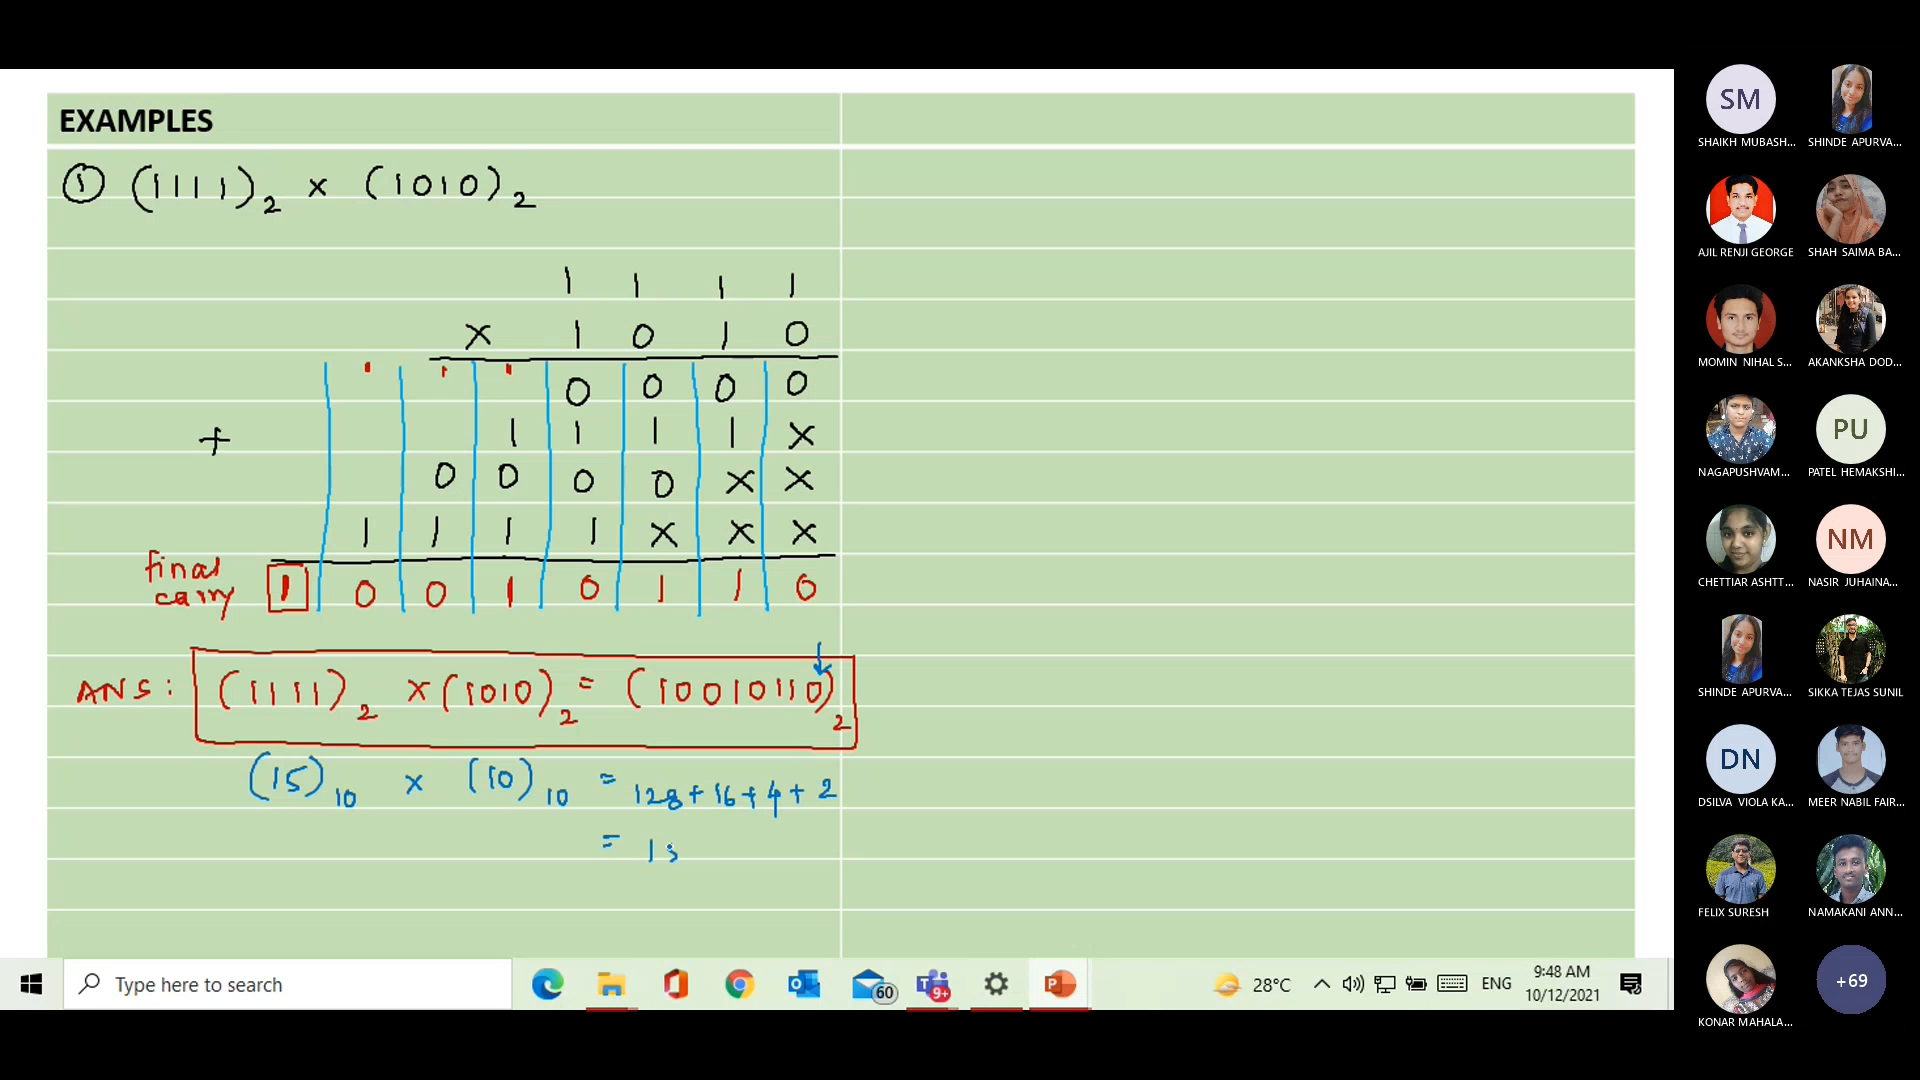 EXAMPLES
① (1111)₂ × (1010)₂
1 1 1 1
× 1 0 1 0
1 1 1
0 0 0 0
1 1 1 1 ×
+
0 0 0 0 × ×
1 1 1 1 × × ×
final carry 1 0 0 1 0 1 1 0
ANS: (1111)₂ × (1010)₂ = (10010110)₂
(15)₁₀ × (10)₁₀ = 128 + 16 + 4 + 2
=
Type here to search
60
9+
28°C
ENG
9:48 AM
10/12/2021
SM
SHAIKH MUBASH...
SHINDE APURVA...
AJIL RENJI GEORGE
SHAH SAIMA BA...
MOMIN NIHAL S...
AKANKSHA DOD...
NAGAPUSHVAM...
PU
PATEL HEMAKSHI...
CHETTIAR ASHTT...
NM
NASIR JUHAINA...
SHINDE APURVA...
SIKKA TEJAS SUNIL
DN
DSILVA VIOLA KA...
MEER NABIL FAIR...
FELIX SURESH
NAMAKANI ANN...
KONAR MAHALA...
+69